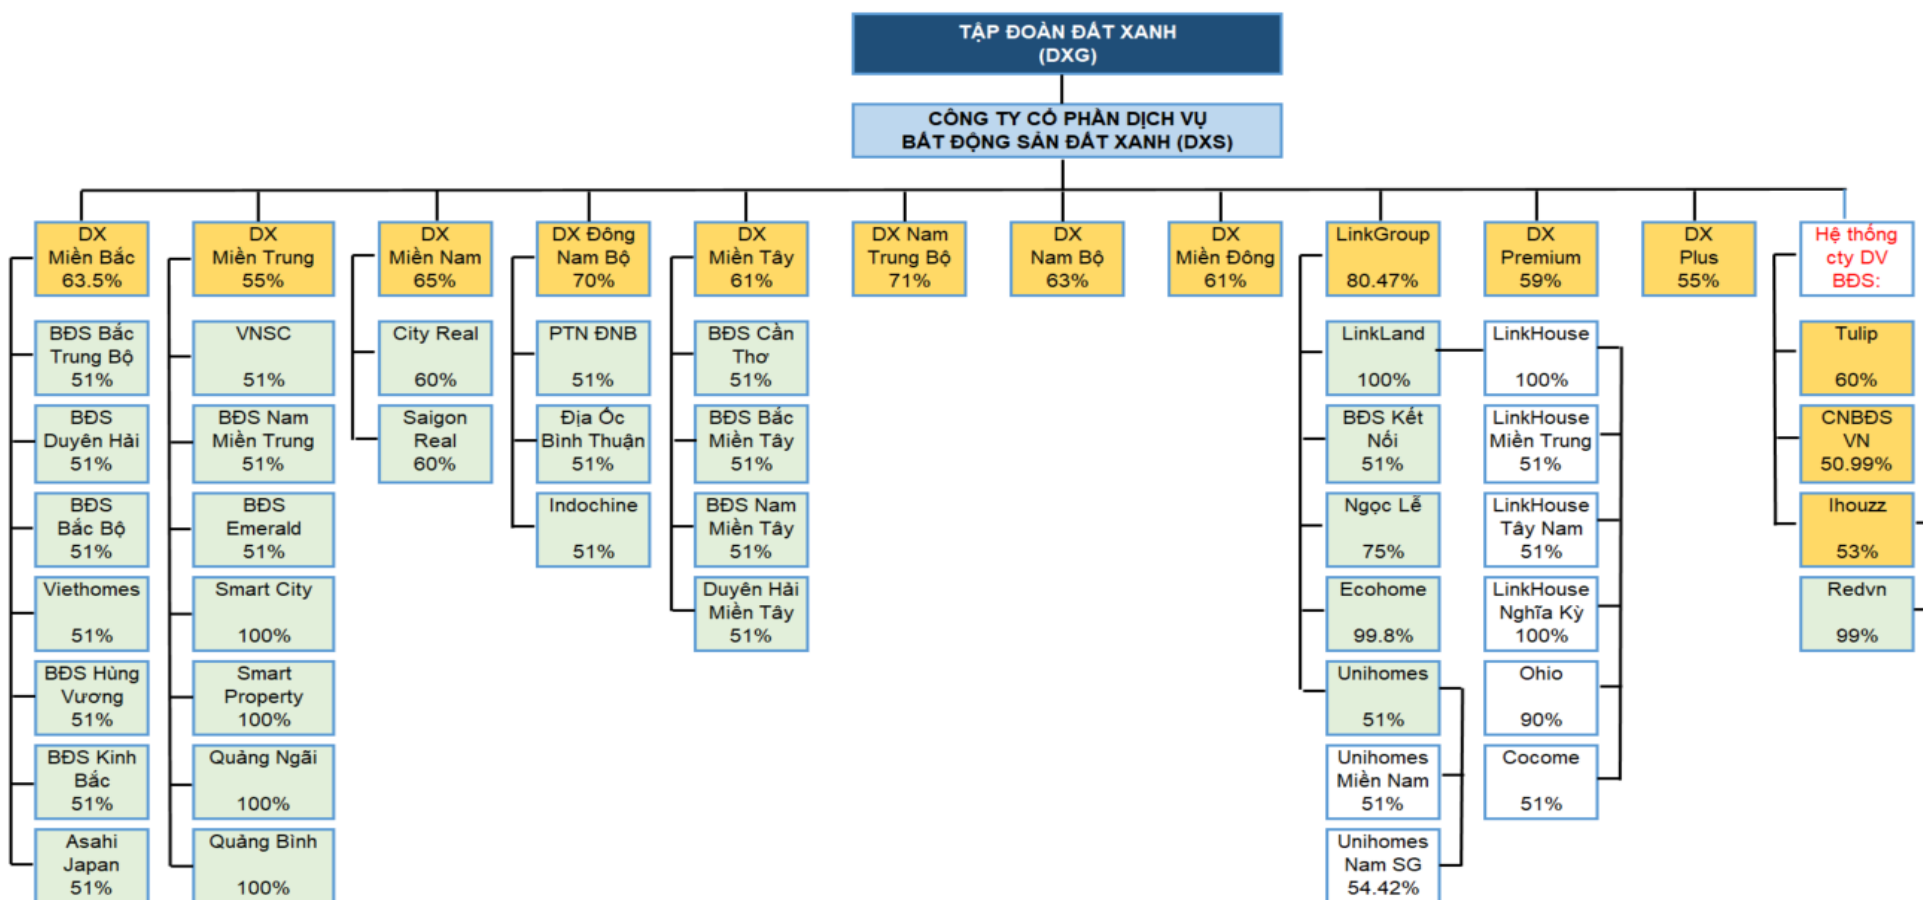 TẬP ĐOÀN ĐẤT XANH
(DXG)
CÔNG TY CỔ PHẦN DỊCH VỤ
BẤT ĐỘNG SẢN ĐẤT XANH (DXS)
DX
Miền Bắc
63.5%
DX
Miền Trung
55%
DX
Miền Nam
65%
DX Đông
Nam Bộ
70%
DX
Miền Tây
61%
DX Nam
Trung Bộ
71%
DX
Nam Bộ
63%
DX
Miền Đông
61%
LinkGroup
80.47%
DX
Premium
59%
DX
Plus
55%
Hệ thống
cty DV
BĐS:
BĐS Bắc
Trung Bộ
51%
BĐS
Duyên Hải
51%
BĐS
Bắc Bộ
51%
Viethomes
51%
BĐS Hùng
Vương
51%
BĐS Kinh
Bắc
51%
Asahi
Japan
51%
VNSC
51%
BĐS Nam
Miền Trung
51%
BĐS
Emerald
51%
Smart City
100%
Smart
Property
100%
Quảng Ngãi
100%
Quảng Bình
100%
City Real
60%
Saigon
Real
60%
PTN ĐNB
51%
Địa Ốc
Bình Thuận
51%
Indochine
51%
BĐS Cần
Thơ
51%
BĐS Bắc
Miền Tây
51%
BĐS Nam
Miền Tây
51%
Duyên Hải
Miền Tây
51%
LinkLand
100%
BĐS Kết
Nối
51%
Ngọc Lễ
75%
Ecohome
99.8%
Unihomes
51%
Unihomes
Miền Nam
51%
Unihomes
Nam SG
54.42%
LinkHouse
100%
LinkHouse
Miền Trung
51%
LinkHouse
Tây Nam
51%
LinkHouse
Nghĩa Kỳ
100%
Ohio
90%
Cocome
51%
Tulip
60%
CNBĐS
VN
50.99%
Ihouzz
53%
Redvn
99%